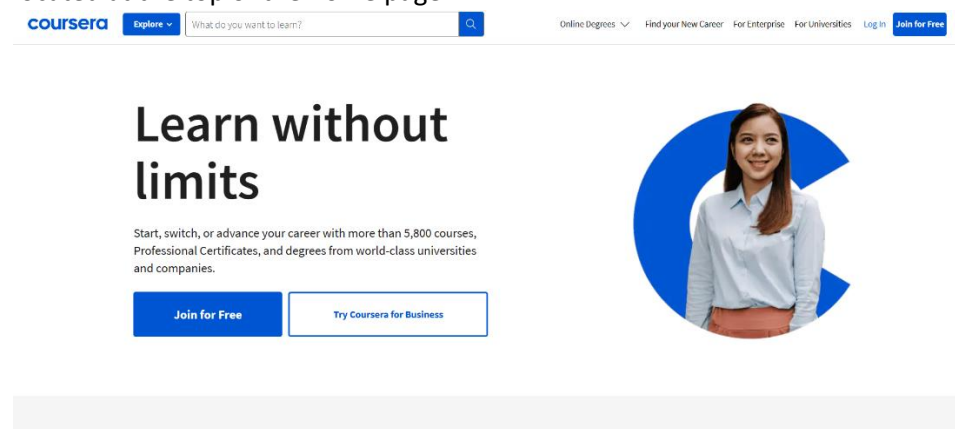 coursera Explore What do you want to learn? Online Degrees Find your New Career For Enterprise For Universities Log In Join for Free
Learn without
limits
Start, switch, or advance your career with more than 5,800 courses,
Professional Certificates, and degrees from world-class universities
and companies.
Join for Free Try Coursera for Business